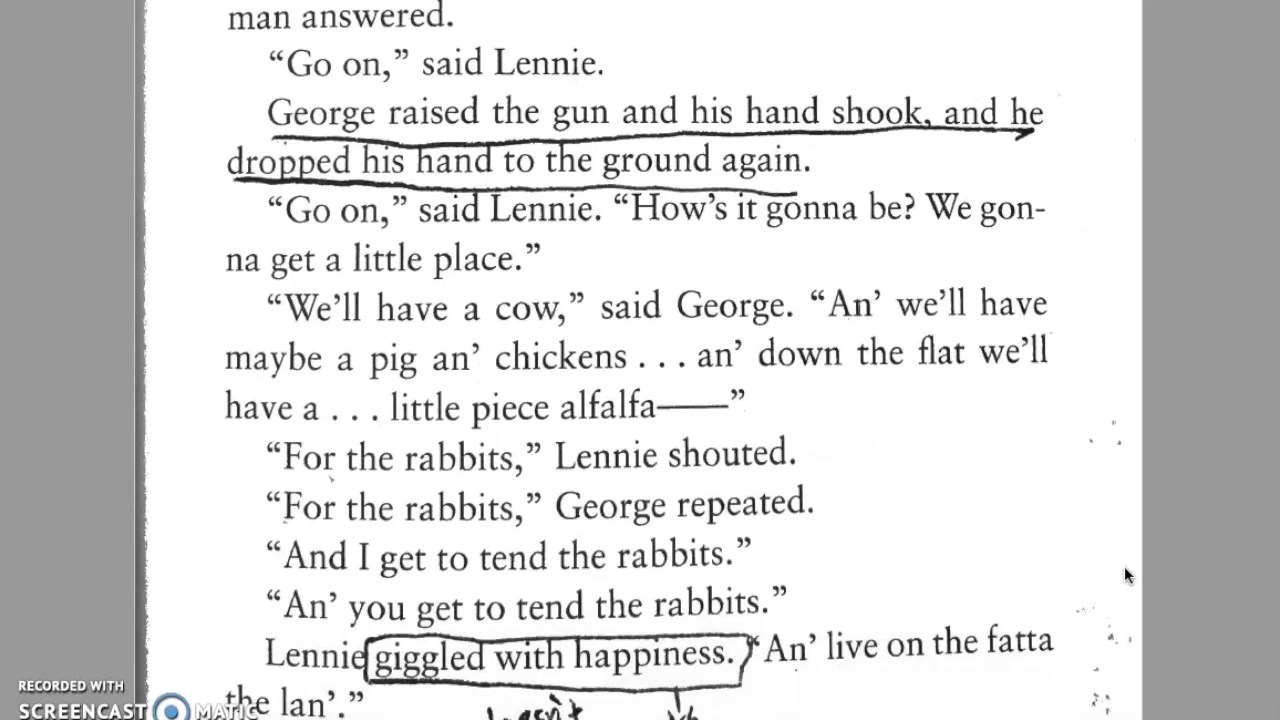 man answered.
“Go on,” said Lennie.
George raised the gun and his hand shook, and he
dropped his hand to the ground again.
“Go on,” said Lennie. “How’s it gonna be? We gon-
na get a little place.”
“We’ll have a cow,” said George. “An’ we’ll have
maybe a pig an’ chickens . . . an’ down the flat we’ll
have a . . . little piece alfalfa——”
“For the rabbits,” Lennie shouted.
“For the rabbits,” George repeated.
“And I get to tend the rabbits.”
“An’ you get to tend the rabbits.”
Lennie giggled with happiness. “An’ live on the fatta
the lan’.”
RECORDED WITH
SCREENCAST MATIC